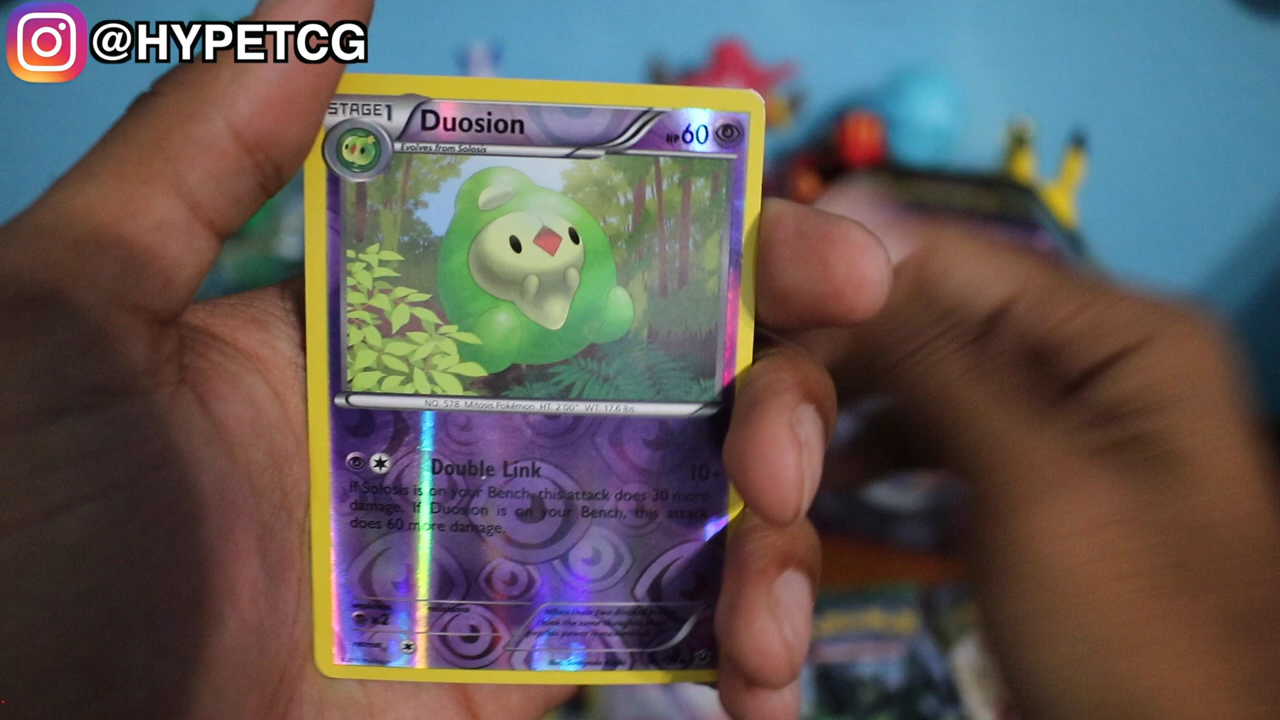 @HYPETCG
STAGE1
Duosion
HP 60
Evolves from Solosis
NO. 578 Mitosis Pokémon HT: 2'00" WT: 17.6 lbs
Double Link
10+
If Solosis is on your Bench, this attack does 30 more
damage. If Duosion is on your Bench, this attack
does 60 more damage.
x2